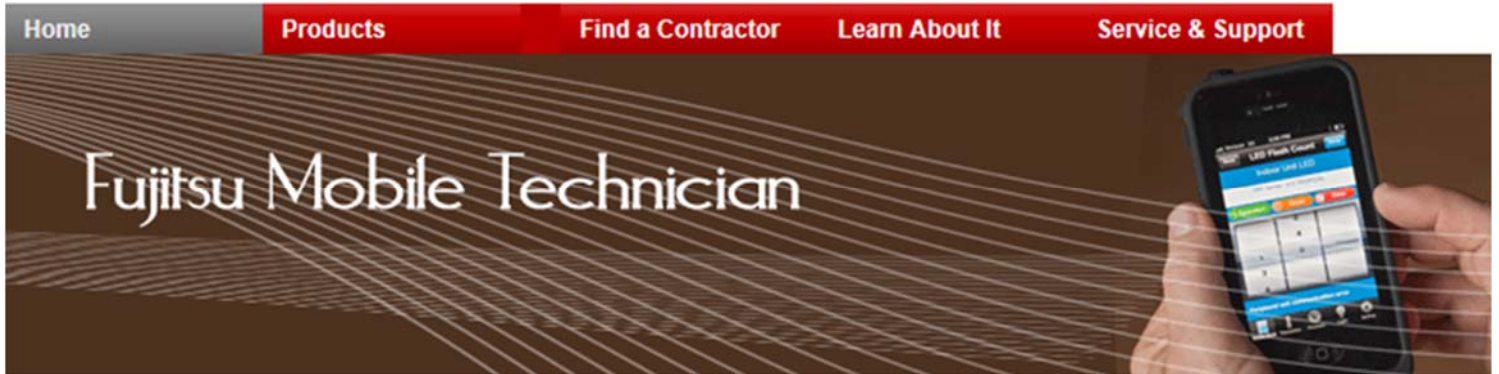 Home
Products
Find a Contractor
Learn About It
Service & Support
Fujitsu Mobile Technician
LED Flash Count
Indoor Unit LED